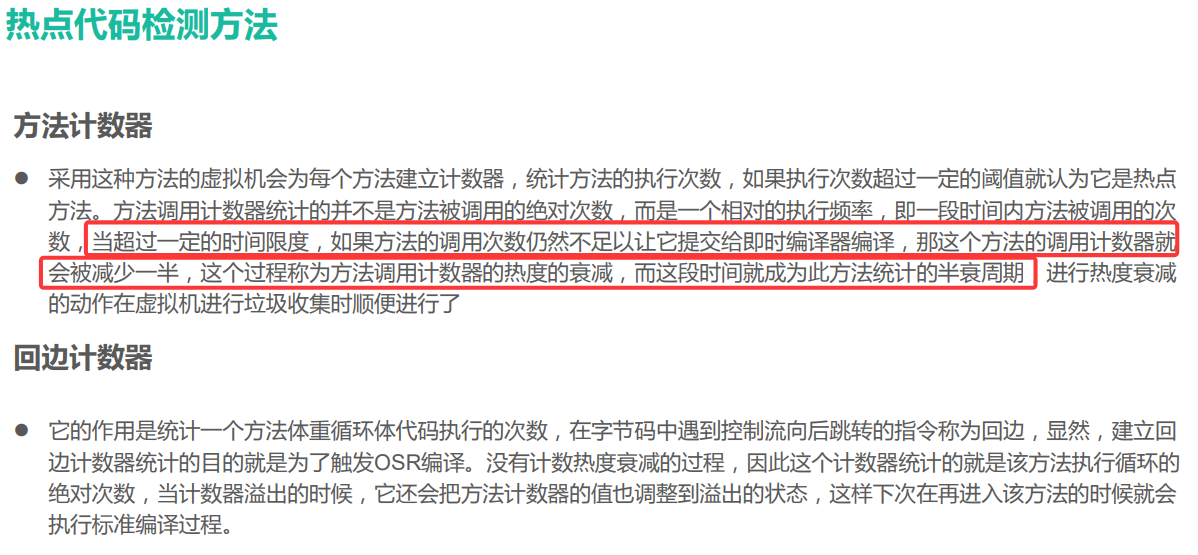 热点代码检测方法
方法计数器
● 采用这种方法的虚拟机会为每个方法建立计数器，统计方法的执行次数，如果执行次数超过一定的阈值就认为它是热点
方法。方法调用计数器统计的并不是方法被调用的绝对次数，而是一个相对的执行频率，即一段时间内方法被调用的次
数，当超过一定的时间限度，如果方法的调用次数仍然不足以让它提交给即时编译器编译，那这个方法的调用计数器就
会被减少一半，这个过程称为方法调用计数器的热度的衰减，而这段时间就成为此方法统计的半衰周期 进行热度衰减
的动作在虚拟机进行垃圾收集时顺便进行了
回边计数器
● 它的作用是统计一个方法体重循环体代码执行的次数，在字节码中遇到控制流向后跳转的指令称为回边，显然，建立回
边计数器统计的目的就是为了触发OSR编译。没有计数热度衰减的过程，因此这个计数器统计的就是该方法执行循环的
绝对次数，当计数器溢出的时候，它还会把方法计数器的值也调整到溢出的状态，这样下次在再进入该方法的时候就会
执行标准编译过程。